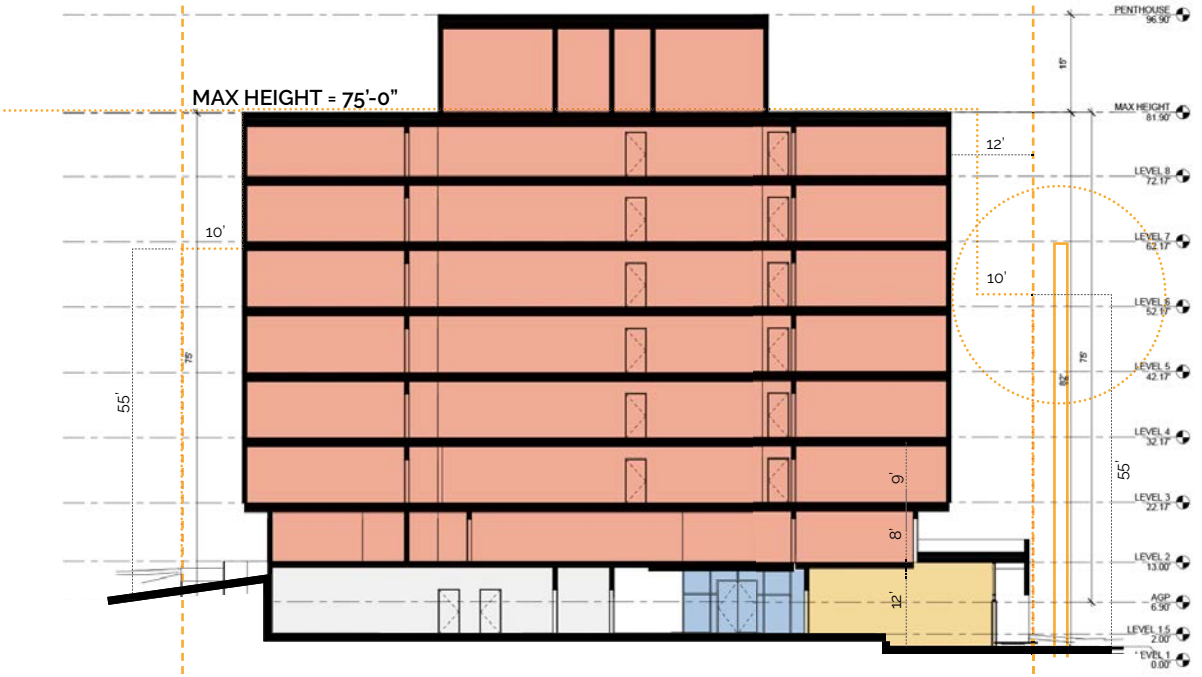 PENTHOUSE
96.90'
15'
MAX HEIGHT = 75'-0”
MAX HEIGHT
81.90'
12'
LEVEL 8
72.17'
10'
LEVEL 7
62.17'
10'
LEVEL 6
52.17'
75'
75'
LEVEL 5
42.17'
82'
55'
LEVEL 4
32.17'
55'
9'
LEVEL 3
22.17'
8'
LEVEL 2
13.00'
12'
AGP
6.90'
LEVEL 1.5
2.00'
LEVEL 1
0.00'